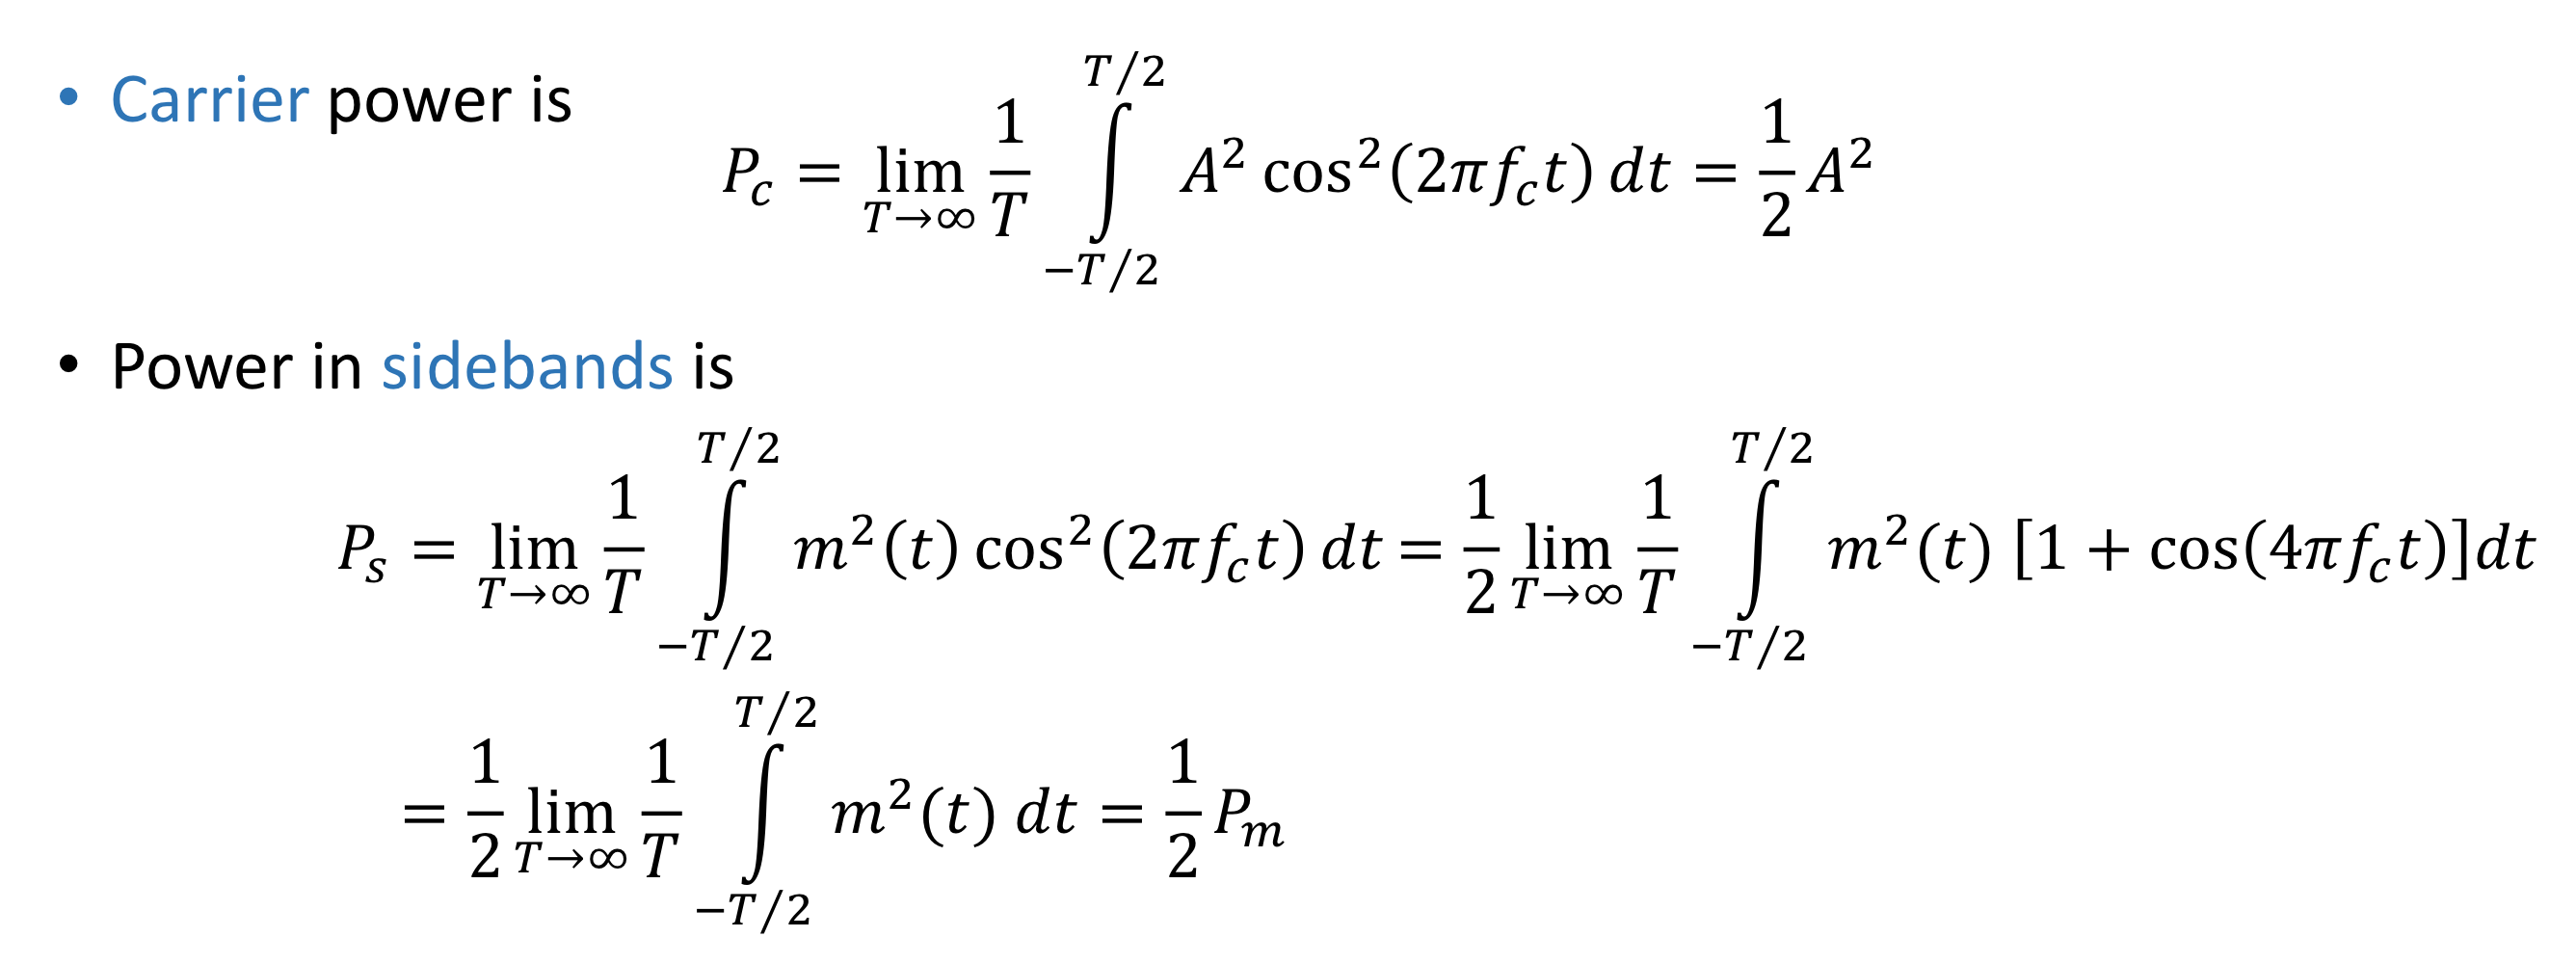 • Carrier power is
P_c = lim_{T→∞} 1/T ∫_{-T/2}^{T/2} A² cos²(2πf_c t) dt = 1/2 A²
• Power in sidebands is
P_s = lim_{T→∞} 1/T ∫_{-T/2}^{T/2} m²(t) cos²(2πf_c t) dt = 1/2 lim_{T→∞} 1/T ∫_{-T/2}^{T/2} m²(t) [1 + cos(4πf_c t)]dt
= 1/2 lim_{T→∞} 1/T ∫_{-T/2}^{T/2} m²(t) dt = 1/2 P_m